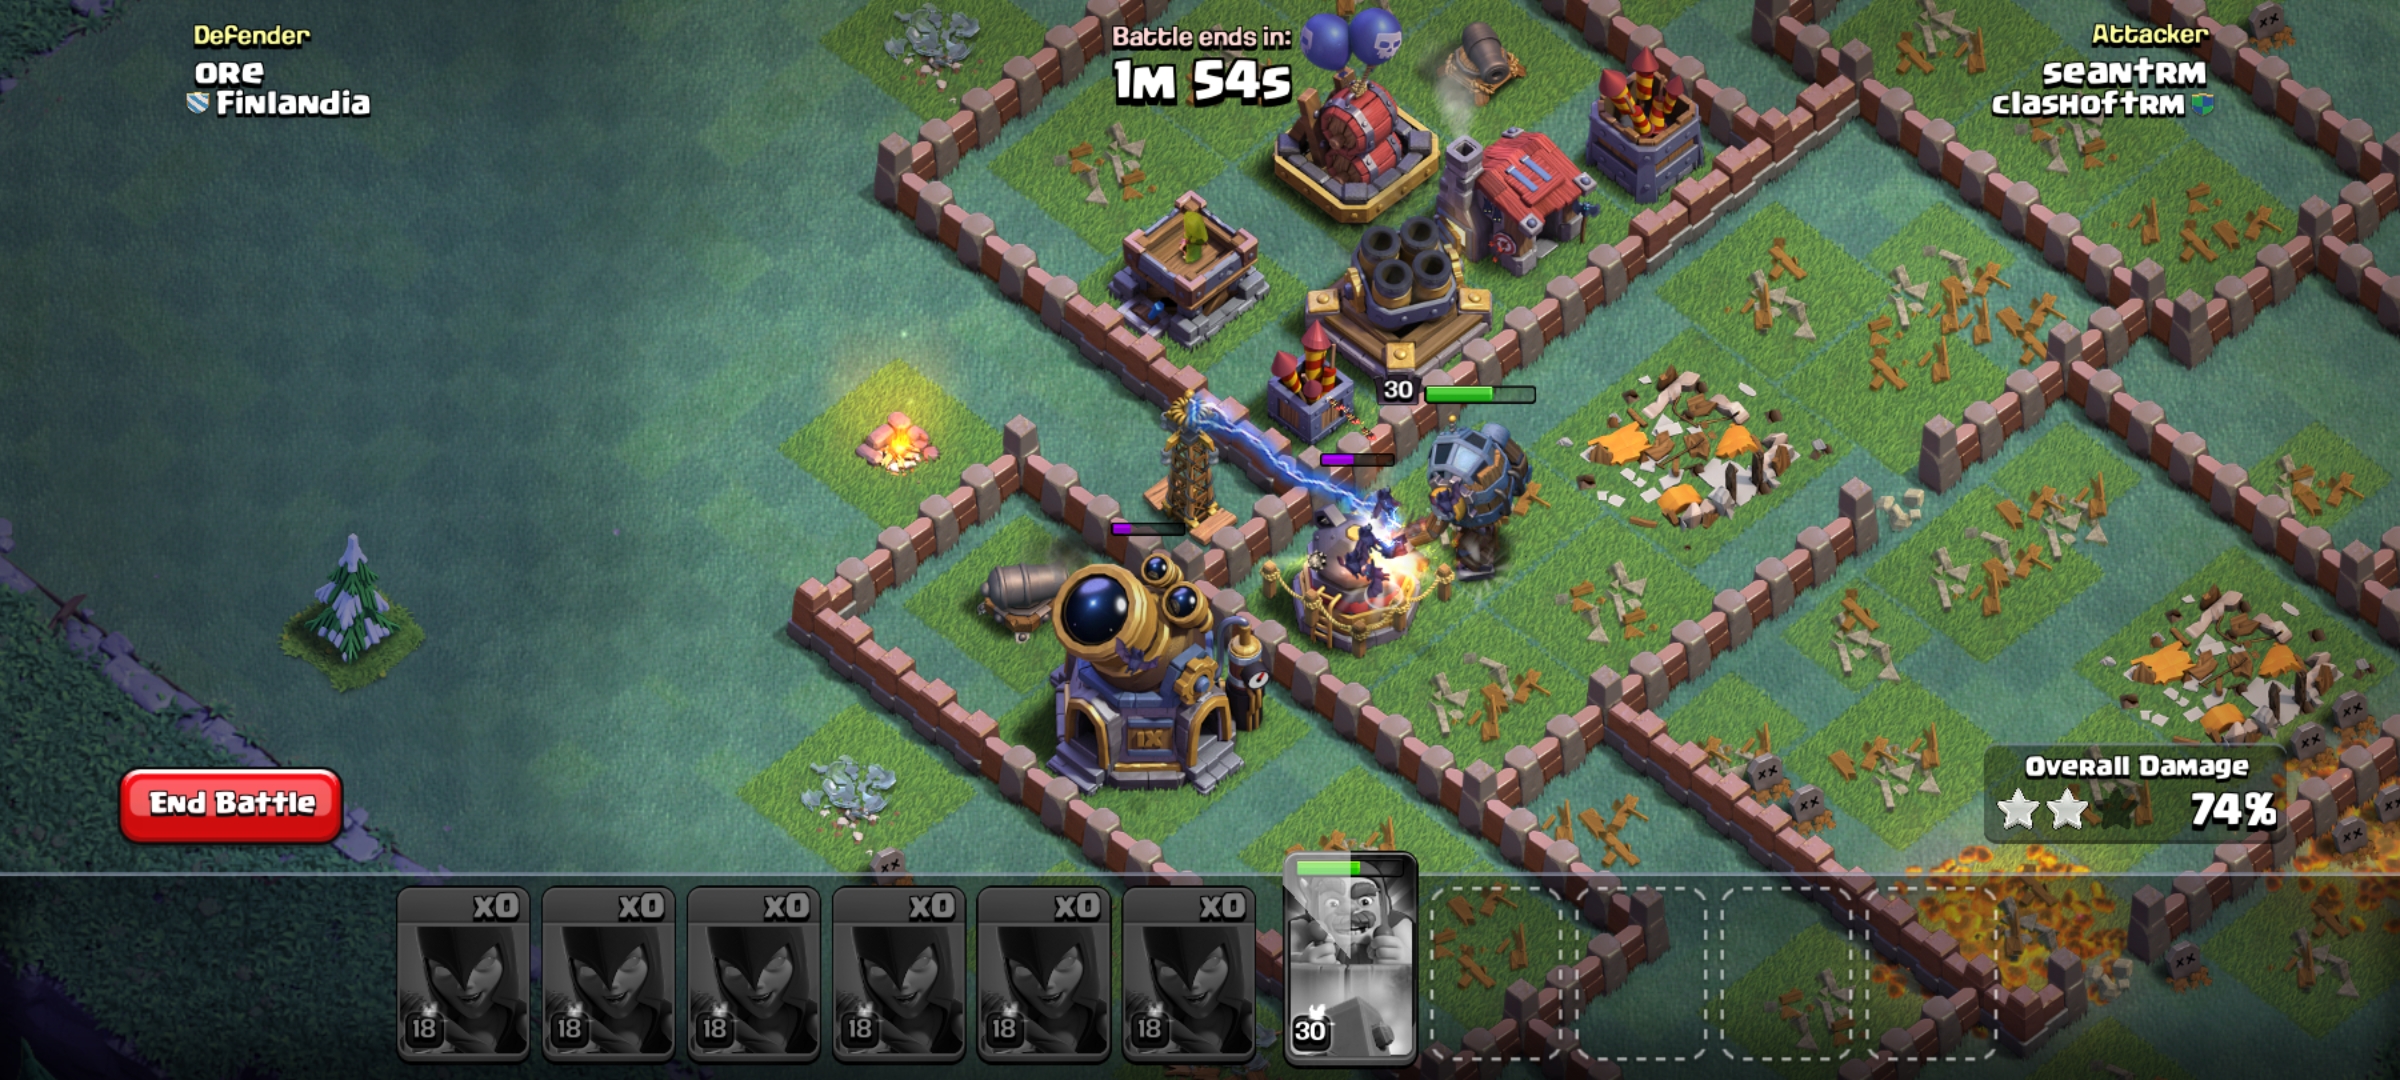 Defender
ORe
Finlandia
Battle ends in:
1M 54s
Attacker
seantRM
clashoftRM
30
IX
End Battle
Overall Damage
74%
x0
x0
x0
x0
x0
x0
18
18
18
18
18
18
30